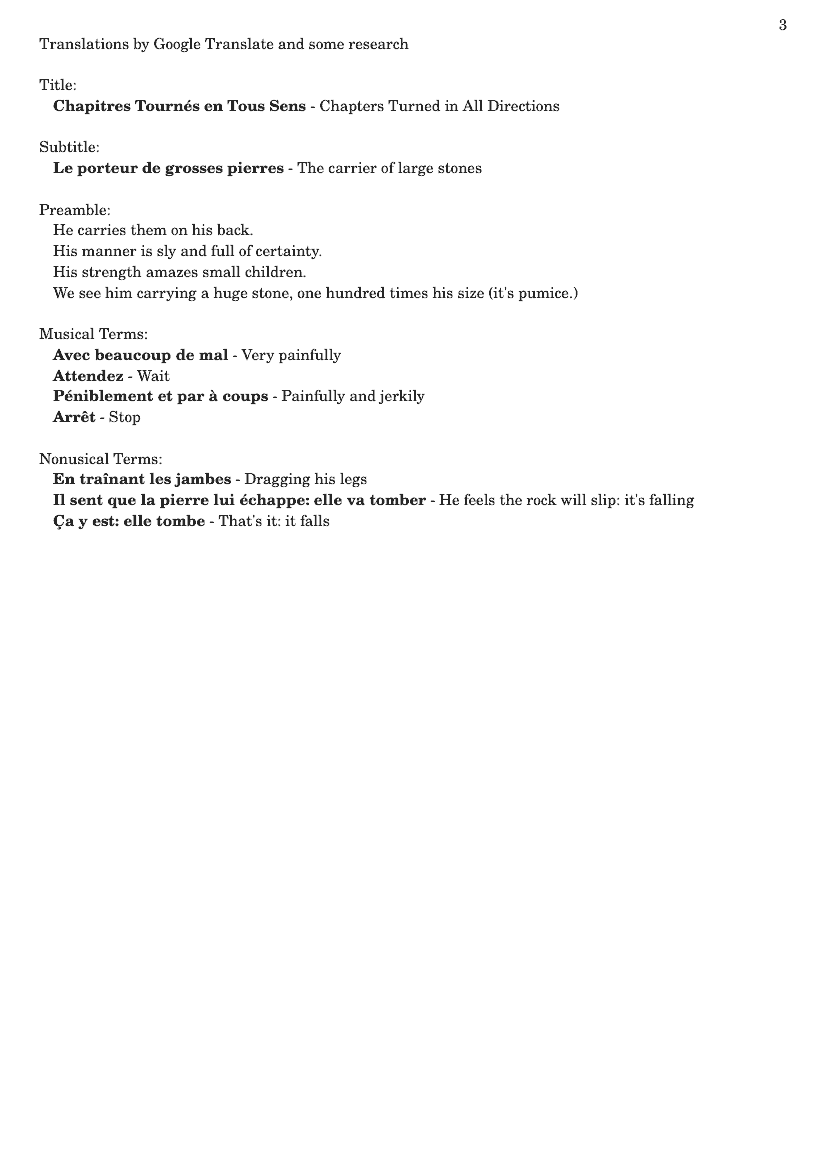 3
Translations by Google Translate and some research
Title:
Chapitres Tournés en Tous Sens - Chapters Turned in All Directions
Subtitle:
Le porteur de grosses pierres - The carrier of large stones
Preamble:
He carries them on his back.
His manner is sly and full of certainty.
His strength amazes small children.
We see him carrying a huge stone, one hundred times his size (it's pumice.)
Musical Terms:
Avec beaucoup de mal - Very painfully
Attendez - Wait
Péniblement et par à coups - Painfully and jerkily
Arrêt - Stop
Nonusical Terms:
En traînant les jambes - Dragging his legs
Il sent que la pierre lui échappe: elle va tomber - He feels the rock will slip: it's falling
Ça y est: elle tombe - That's it: it falls